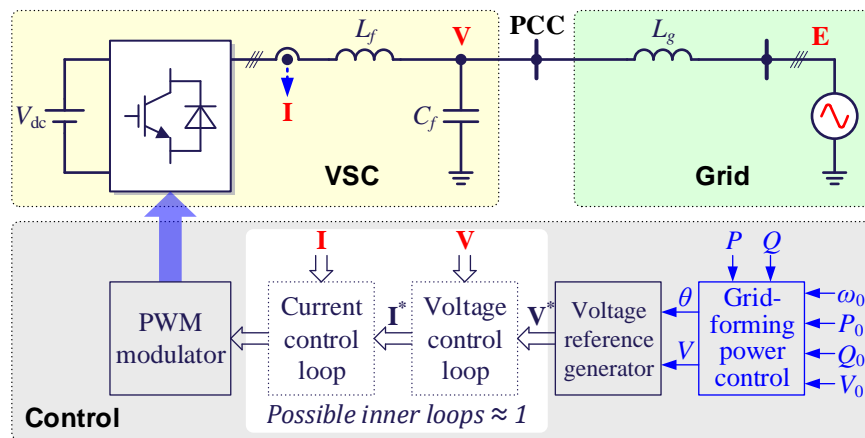 L_f
V
PCC
L_g
E
V_dc
I
C_f
VSC
Grid
I
V
P
Q
PWM
modulator
Current
control
loop
I*
Voltage
control
loop
V*
Voltage
reference
generator
θ
V
Grid-
forming
power
control
ω_0
P_0
Q_0
V_0
Control
Possible inner loops ≈ 1